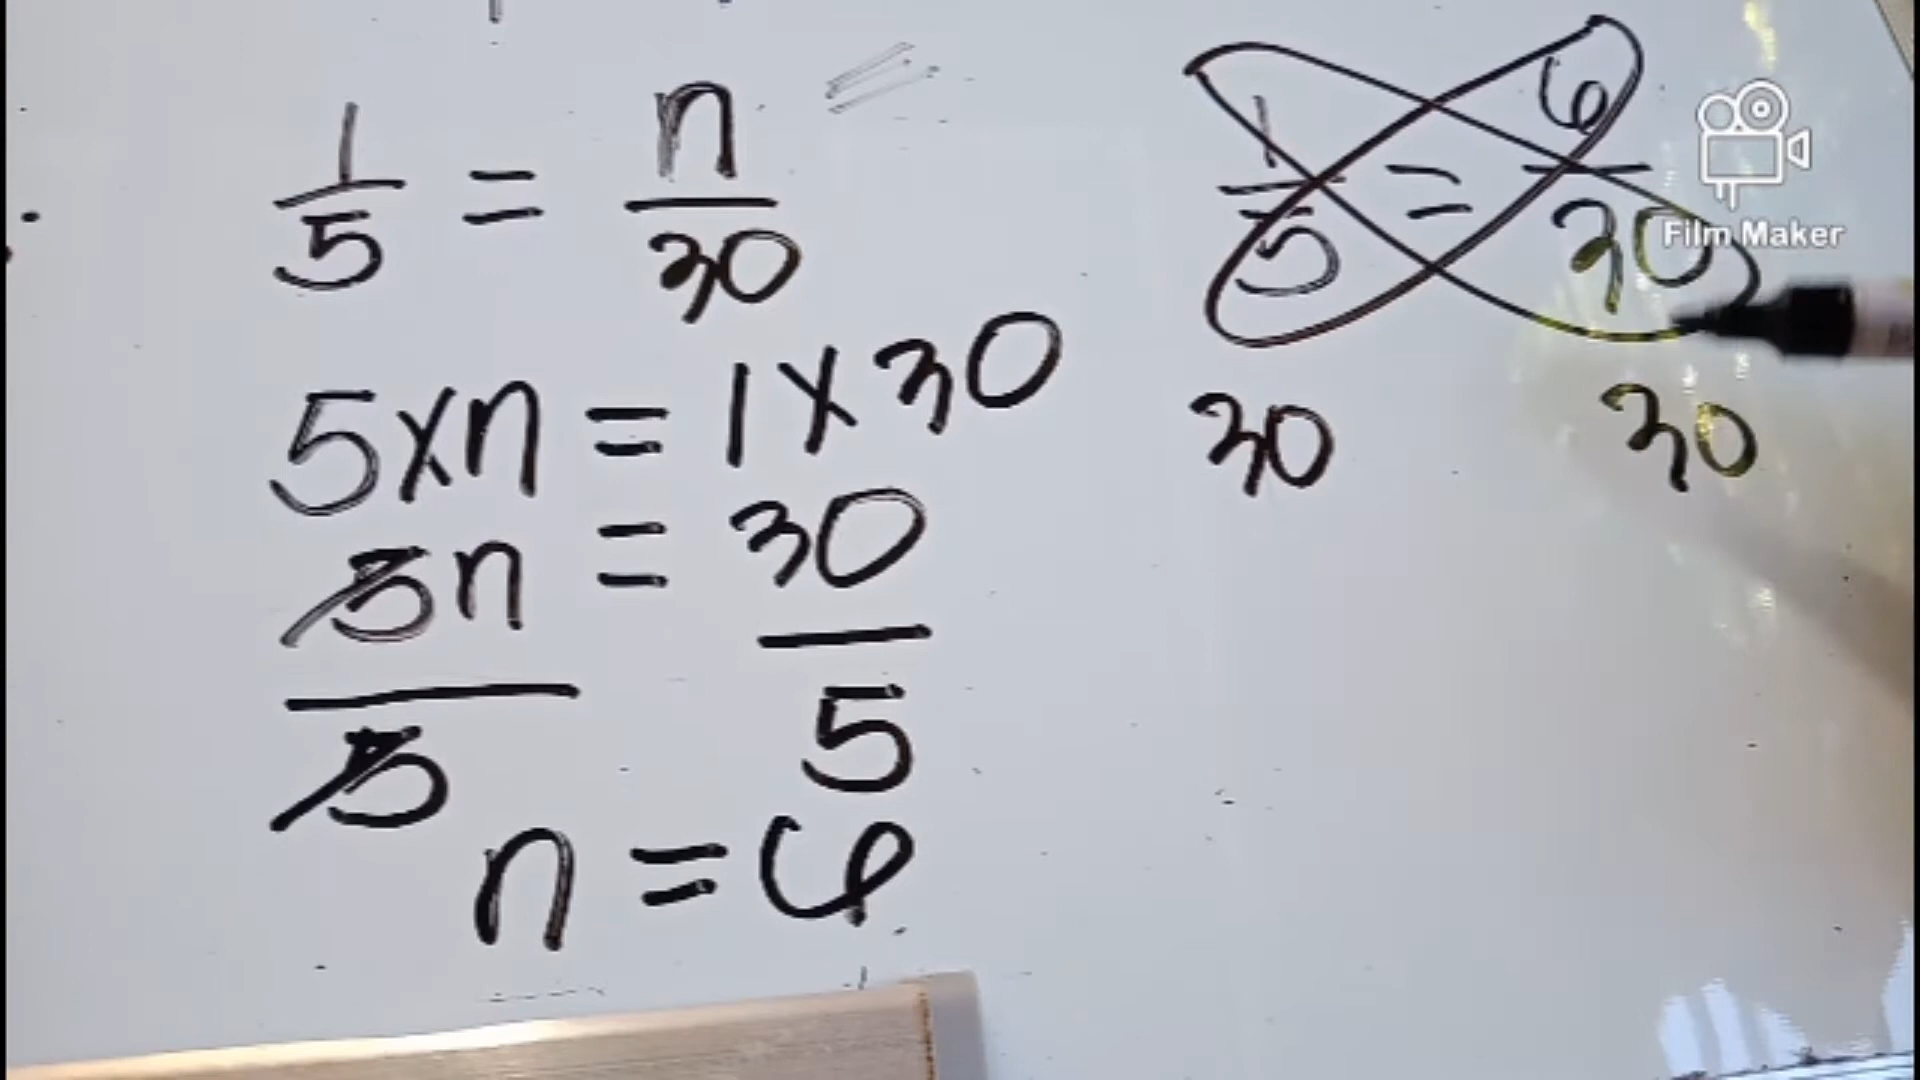 1/5 = n/30
5 x n = 1 x 30
5n/5 = 30/5
n = 6
1/5 = 6/30
30 30
Film Maker